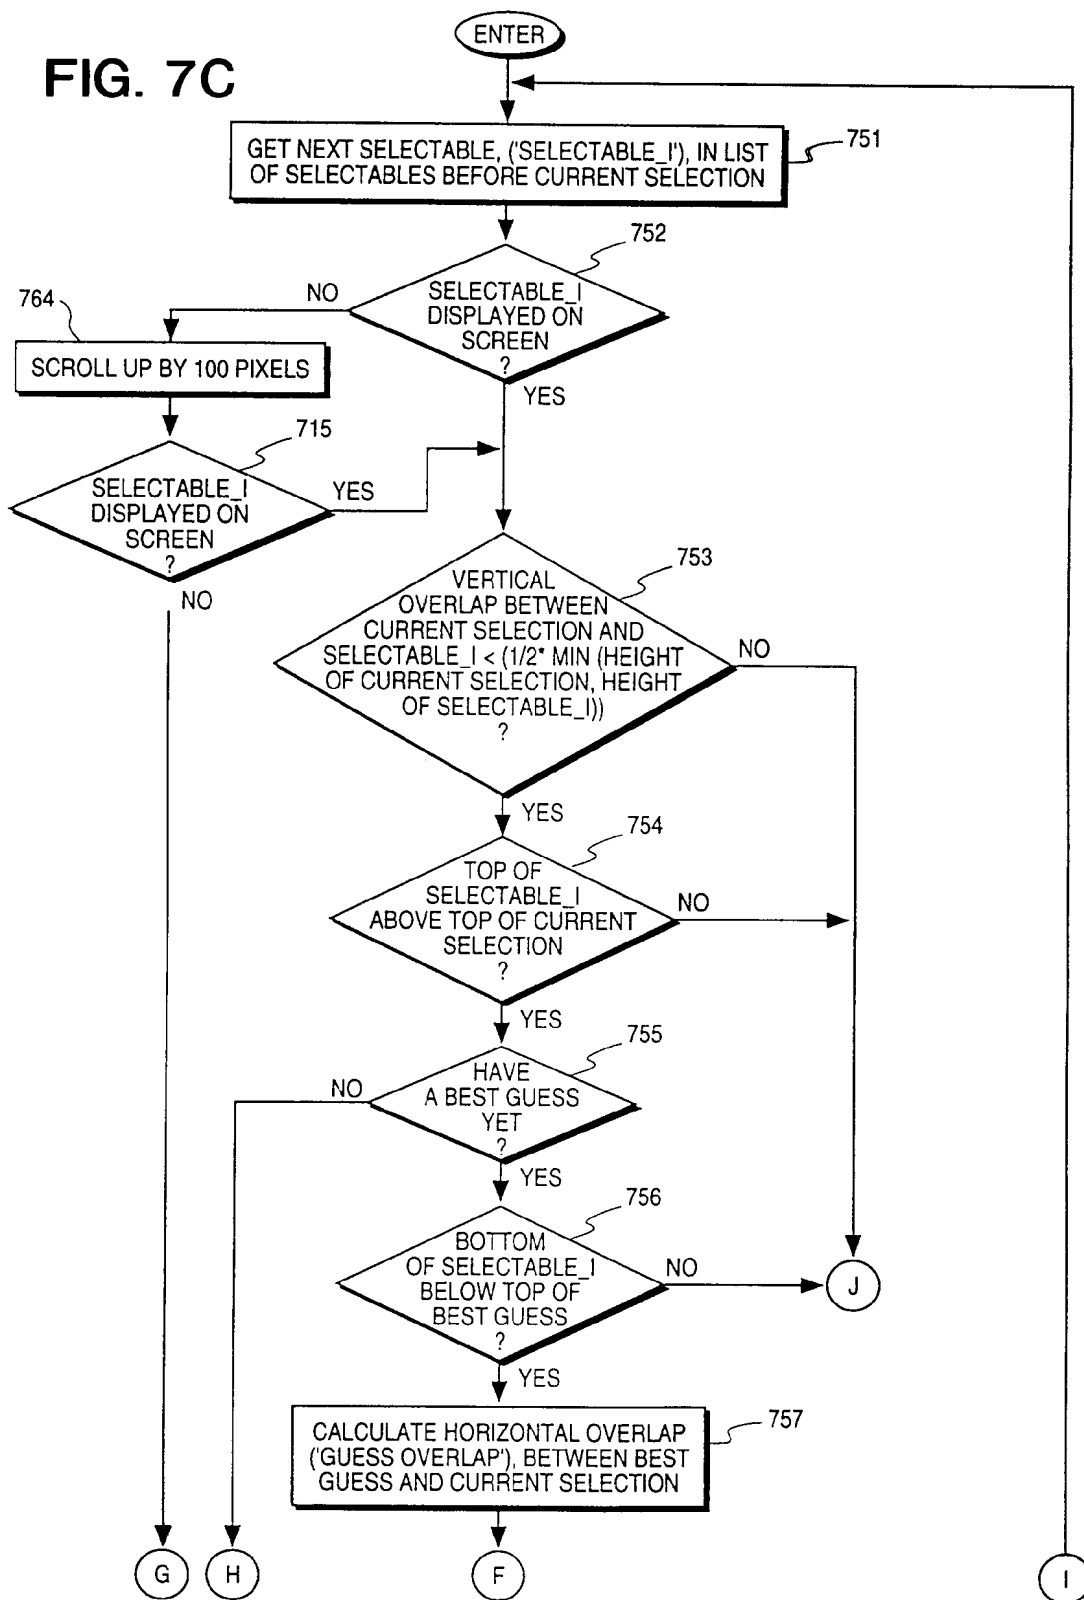 ENTER
FIG. 7C
GET NEXT SELECTABLE, ('SELECTABLE_I'), IN LIST
OF SELECTABLES BEFORE CURRENT SELECTION
751
752
SELECTABLE_I
DISPLAYED ON
SCREEN
?
NO
YES
764
SCROLL UP BY 100 PIXELS
715
SELECTABLE_I
DISPLAYED ON
SCREEN
?
YES
NO
753
VERTICAL
OVERLAP BETWEEN
CURRENT SELECTION AND
SELECTABLE_I < (1/2* MIN (HEIGHT
OF CURRENT SELECTION, HEIGHT
OF SELECTABLE_I))
?
NO
YES
754
TOP OF
SELECTABLE_I
ABOVE TOP OF CURRENT
SELECTION
?
NO
YES
755
HAVE
A BEST GUESS
YET
?
NO
YES
756
BOTTOM
OF SELECTABLE_I
BELOW TOP OF
BEST GUESS
?
NO
J
YES
757
CALCULATE HORIZONTAL OVERLAP
('GUESS OVERLAP'), BETWEEN BEST
GUESS AND CURRENT SELECTION
G
H
F
I